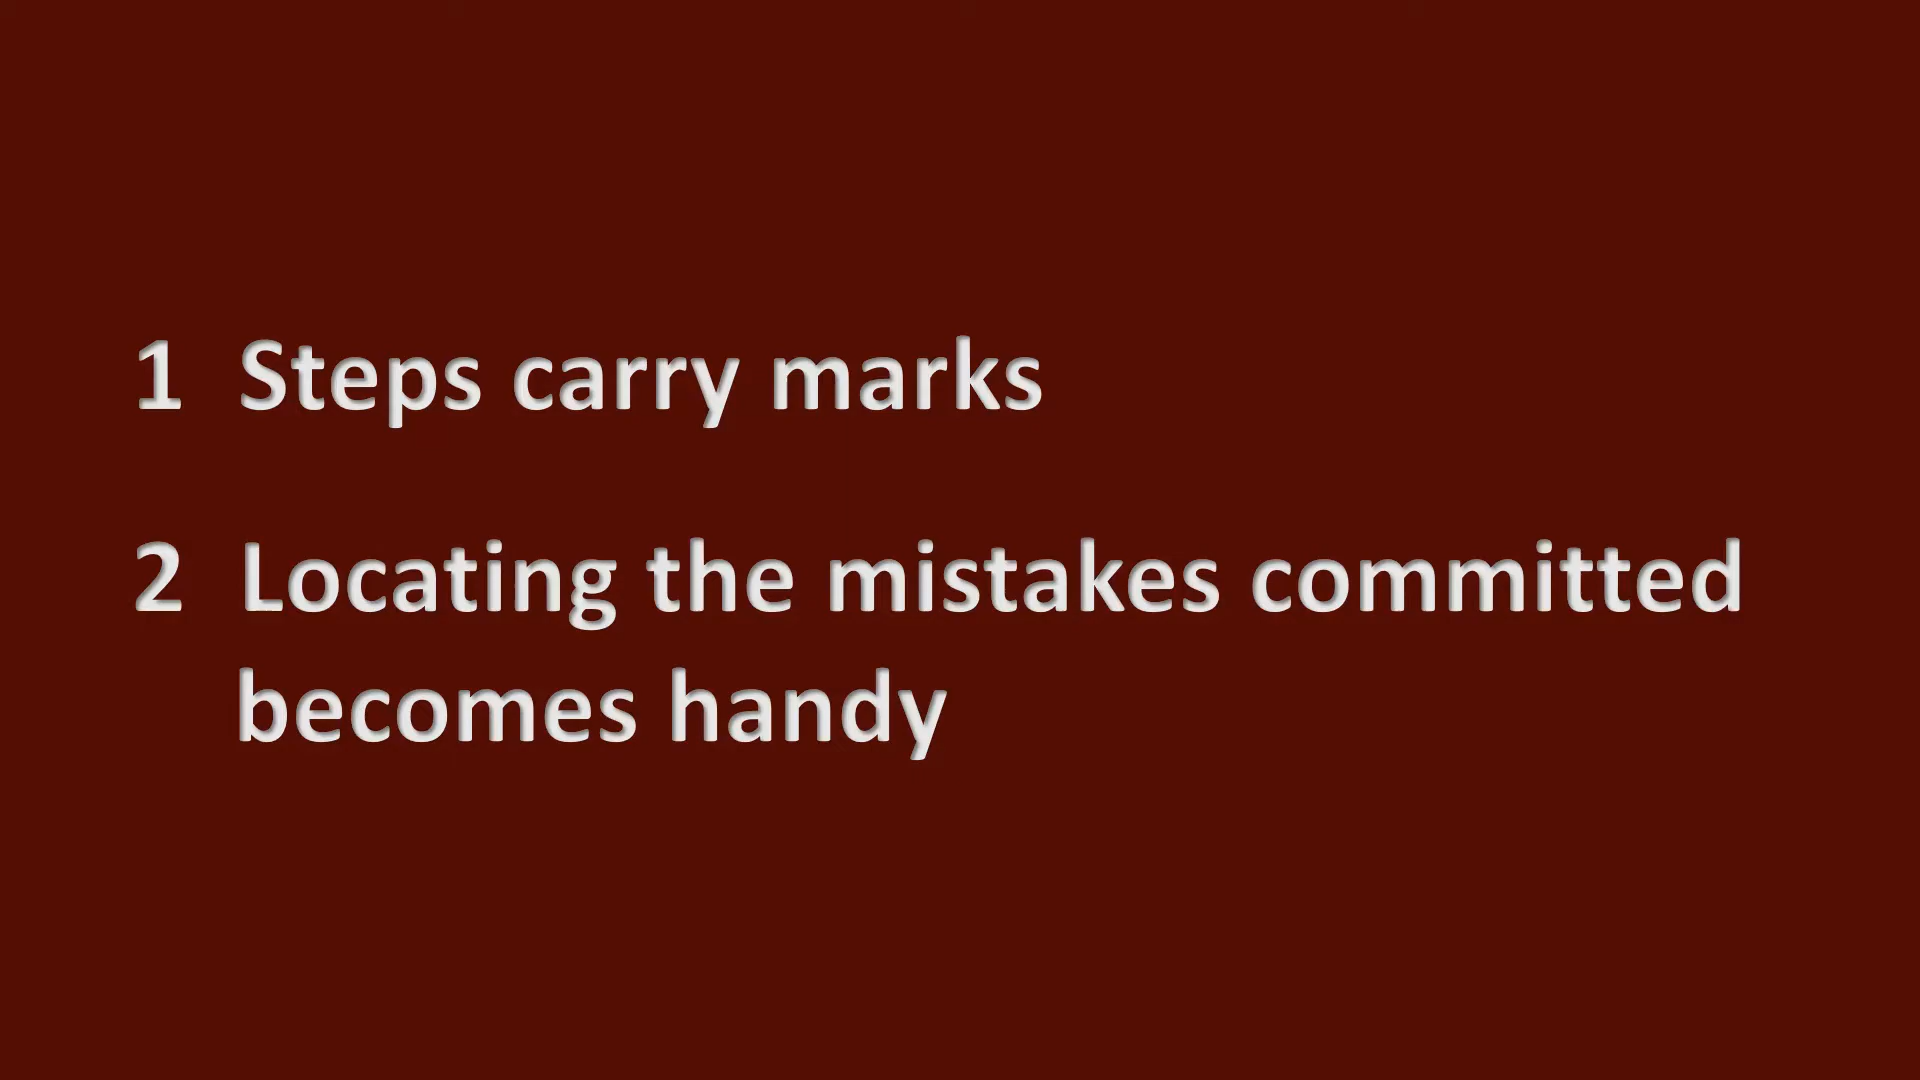 1 Steps carry marks
2 Locating the mistakes committed
becomes handy